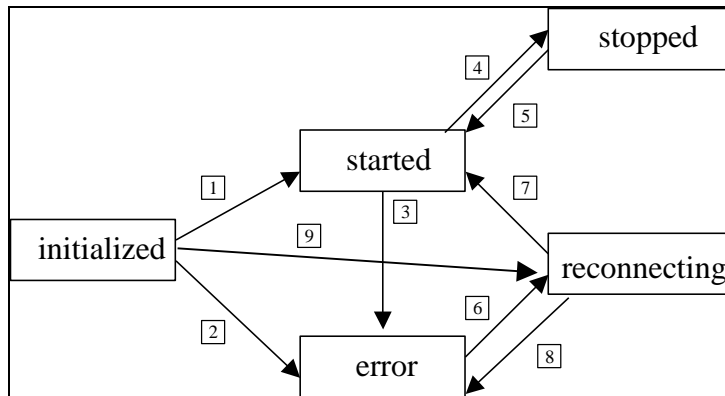 stopped
4
5
started
1
3
7
initialized
9
reconnecting
2
6
8
error